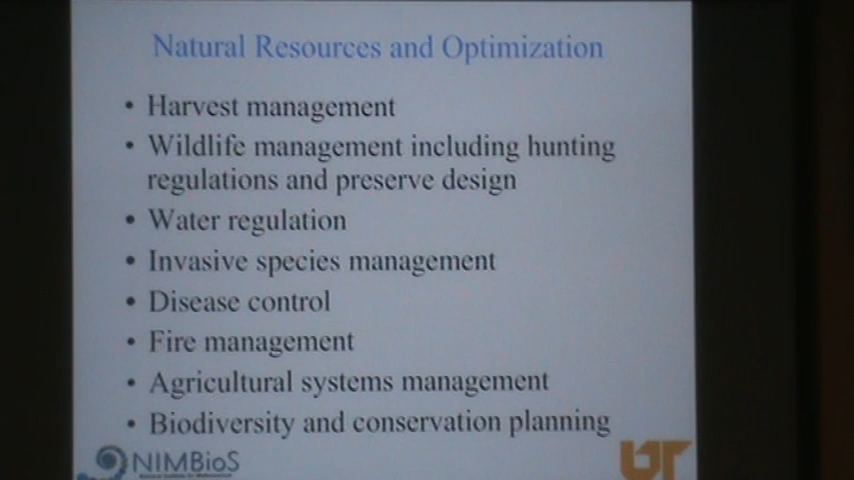 Natural Resources and Optimization
• Harvest management
• Wildlife management including hunting
regulations and preserve design
• Water regulation
• Invasive species management
• Disease control
• Fire management
• Agricultural systems management
• Biodiversity and conservation planning
NIMBioS
UT